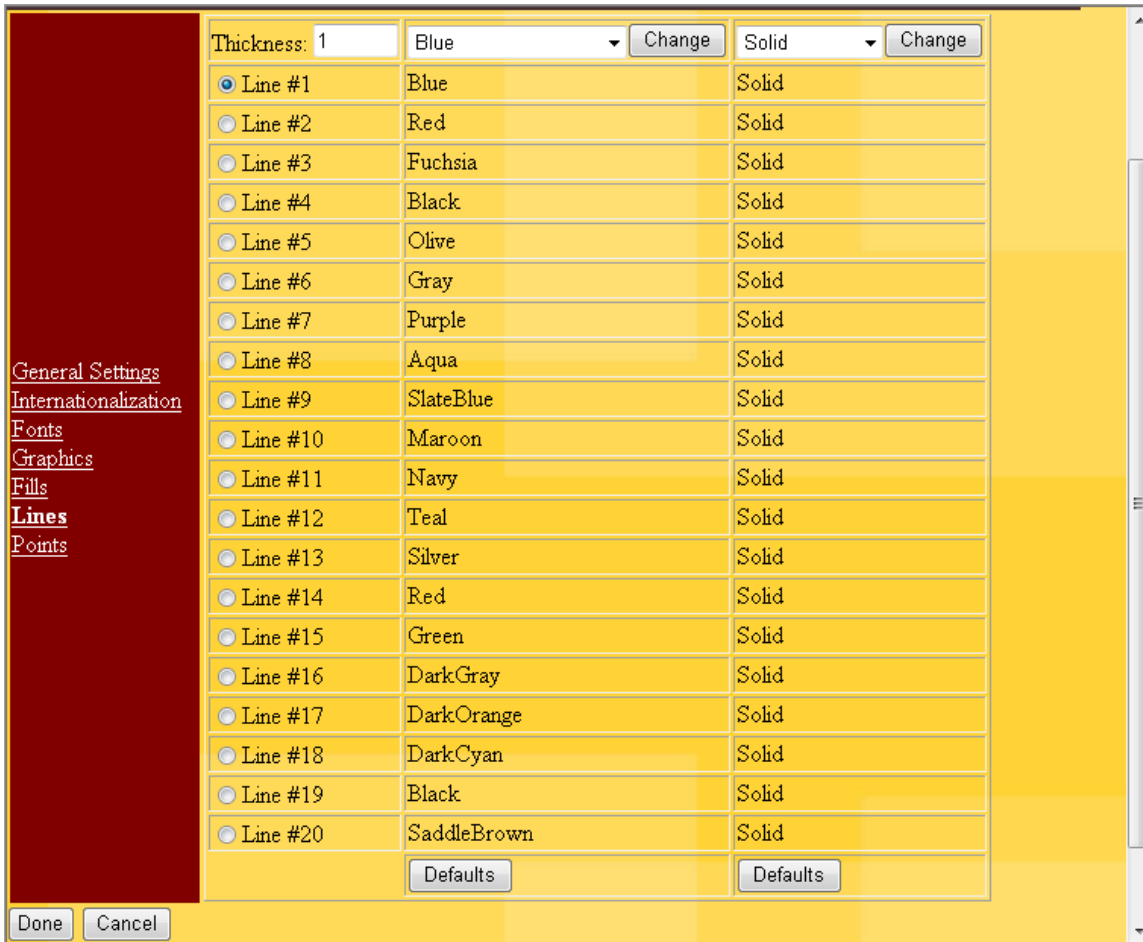 Thickness: 1 Blue Change Solid Change
Line #1 Blue Solid
Line #2 Red Solid
Line #3 Fuchsia Solid
Line #4 Black Solid
Line #5 Olive Solid
Line #6 Gray Solid
Line #7 Purple Solid
Line #8 Aqua Solid
Line #9 SlateBlue Solid
Line #10 Maroon Solid
Line #11 Navy Solid
Line #12 Teal Solid
Line #13 Silver Solid
Line #14 Red Solid
Line #15 Green Solid
Line #16 DarkGray Solid
Line #17 DarkOrange Solid
Line #18 DarkCyan Solid
Line #19 Black Solid
Line #20 SaddleBrown Solid
Defaults Defaults
General Settings
Internationalization
Fonts
Graphics
Fills
Lines
Points
Done Cancel